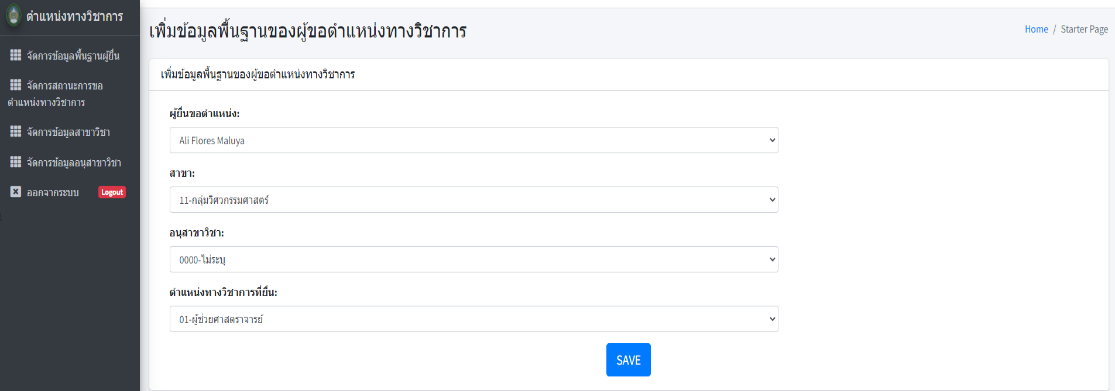 ตำแหน่งทางวิชาการ
จัดการข้อมูลพื้นฐานผู้ยื่น
จัดการสถานะการขอ
ตำแหน่งทางวิชาการ
จัดการข้อมูลสาขาวิชา
จัดการข้อมูลอนุสาขาวิชา
ออกจากระบบ Logout
เพิ่มข้อมูลพื้นฐานของผู้ขอตำแหน่งทางวิชาการ
Home / Starter Page
เพิ่มข้อมูลพื้นฐานของผู้ขอตำแหน่งทางวิชาการ
ผู้ยื่นขอตำแหน่ง:
Ali Flores Maluya
สาขา:
11-กลุ่มวิศวกรรมศาสตร์
อนุสาขาวิชา:
0000-ไม่ระบุ
ตำแหน่งทางวิชาการที่ยื่น:
01-ผู้ช่วยศาสตราจารย์
SAVE